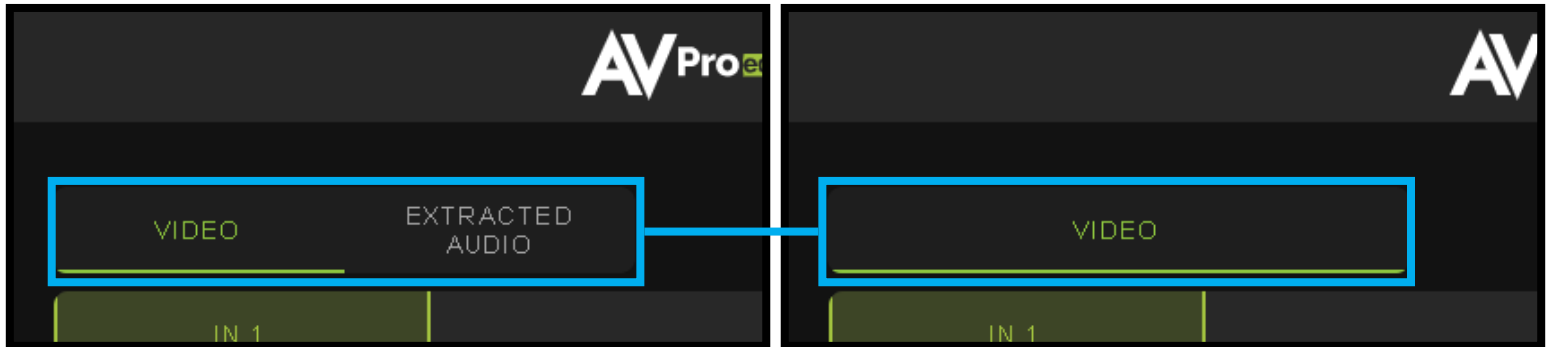 AVPro
VIDEO
EXTRACTED
AUDIO
IN 1
AV
VIDEO
IN 1